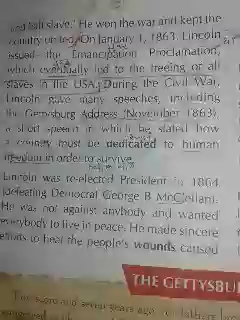 and half slave.' He won the war and kept the
country united. On January 1, 1863, Lincoln
issued the Emancipation Proclamation,
which eventually led to the freeing of all
slaves in the USA. During the Civil War,
Lincoln gave many speeches, including
the Gettysburg Address (November 1863),
a short speech in which he stated how
a country must be dedicated to human
freedom in order to survive.
Lincoln was re-elected President in 1864
(defeating Democrat George B McClellan).
He was not against anybody and wanted
everybody to live in peace. He made sincere
efforts to heal the people's wounds caused
THE GETTYSBU
Four score and seven years ago